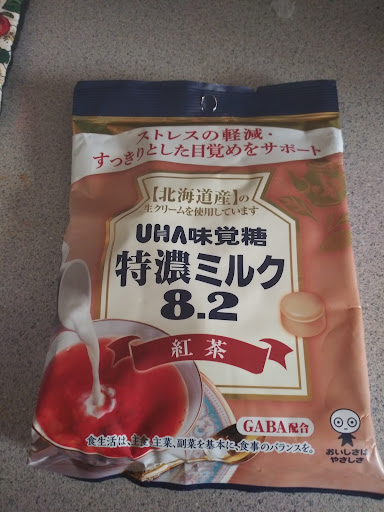 ストレスの軽減・
すっきりとした目覚めをサポート
【北海道産】の
生クリームを使用しています
UHA味覚糖
特濃ミルク
8.2
紅茶
GABA配合
食生活は、主食、主菜、副菜を基本に、食事のバランスを。
おいしさは
やさしさ